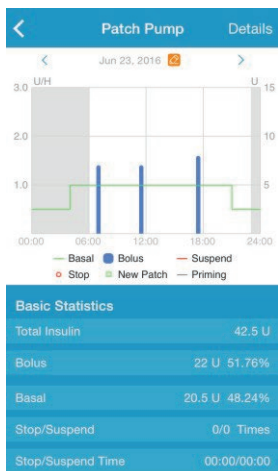 Patch Pump Details
Jun 23, 2016
U/H U
3.0 15
2.0 10
1.0 5
00:00 06:00 12:00 18:00 24:00
Basal Bolus Suspend
Stop New Patch Priming
Basic Statistics
Total Insulin 42.5 U
Bolus 22 U 51.76%
Basal 20.5 U 48.24%
Stop/Suspend 0/0 Times
Stop/Suspend Time 00:00/00:00